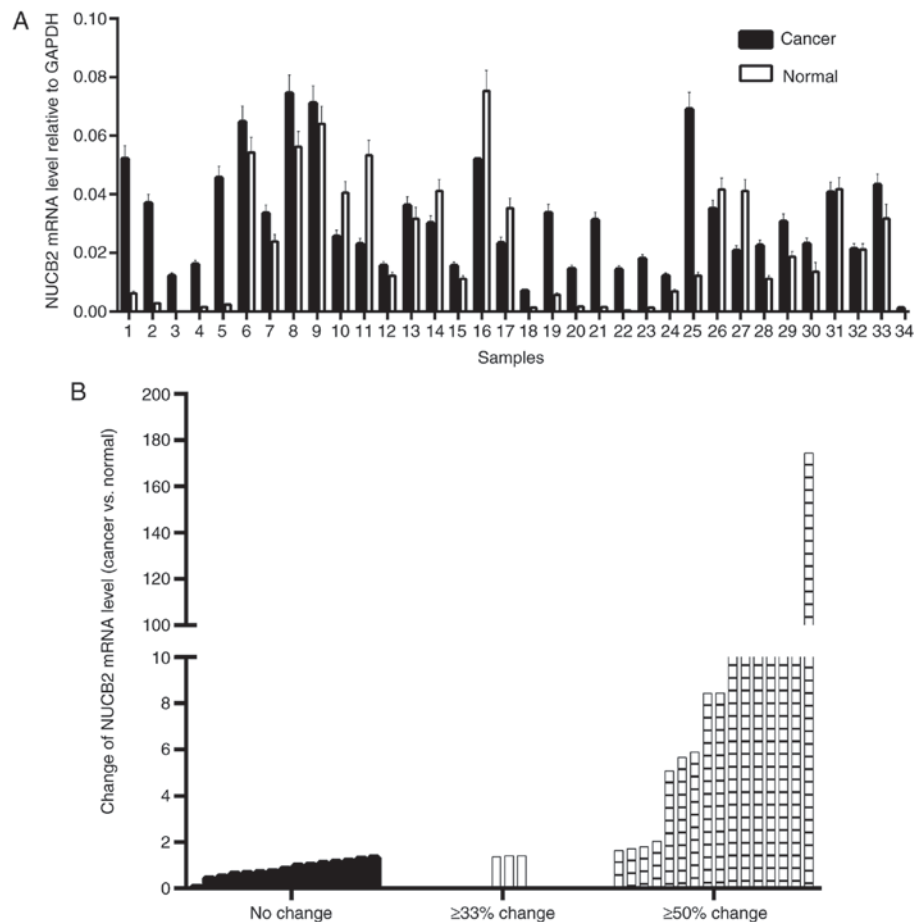 A
NUCB2 mRNA level relative to GAPDH
0.10
0.08
0.06
0.04
0.02
0.00
Cancer
Normal
1 2 3 4 5 6 7 8 9 10 11 12 13 14 15 16 17 18 19 20 21 22 23 24 25 26 27 28 29 30 31 32 33 34
Samples
B
Change of NUCB2 mRNA level (cancer vs. normal)
200
180
160
140
120
100
10
8
6
4
2
0
No change ≥33% change ≥50% change